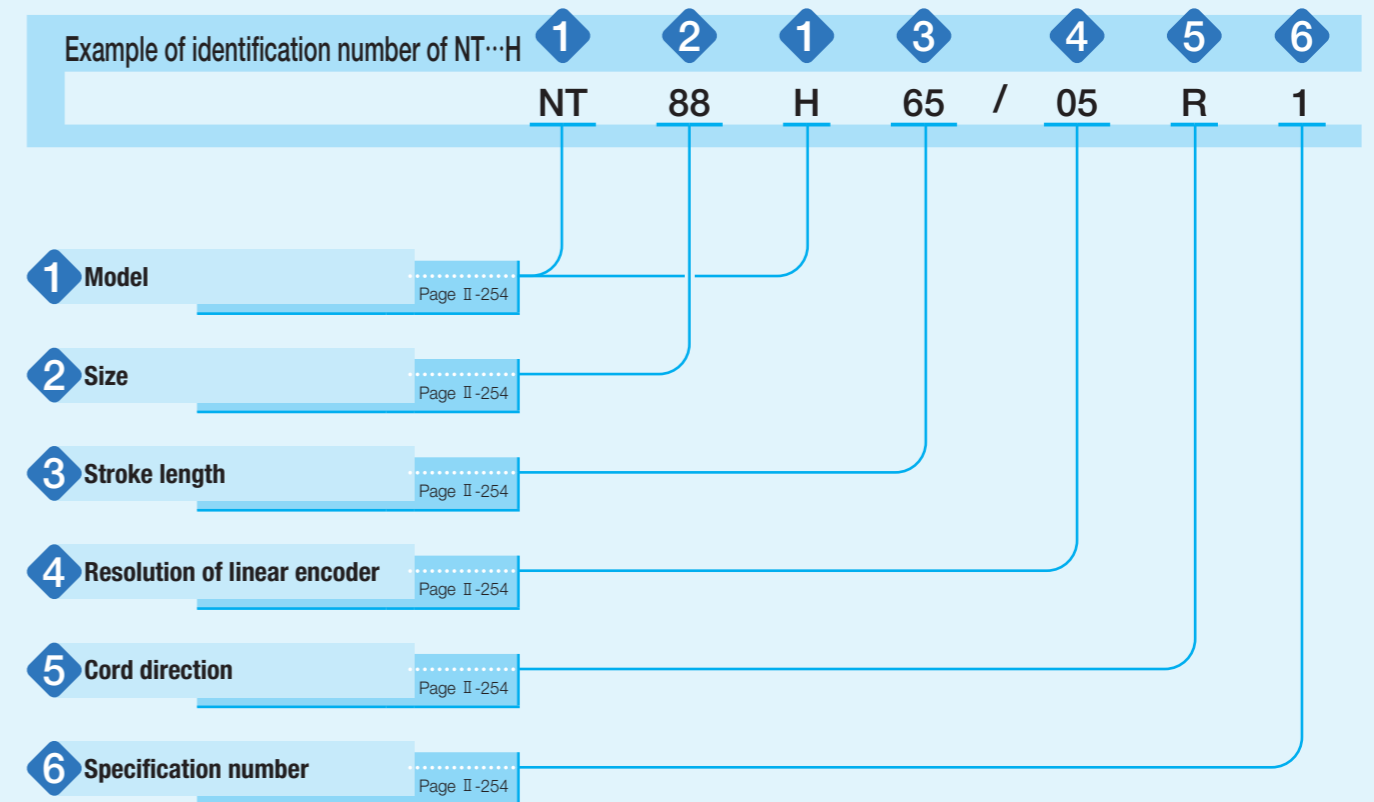 Example of identification number of NT…H 1 2 1 3 4 5 6
NT 88 H 65 / 05 R 1
1 Model
Page Ⅱ-254
2 Size
Page Ⅱ-254
3 Stroke length
Page Ⅱ-254
4 Resolution of linear encoder
Page Ⅱ-254
5 Cord direction
Page Ⅱ-254
6 Specification number
Page Ⅱ-254